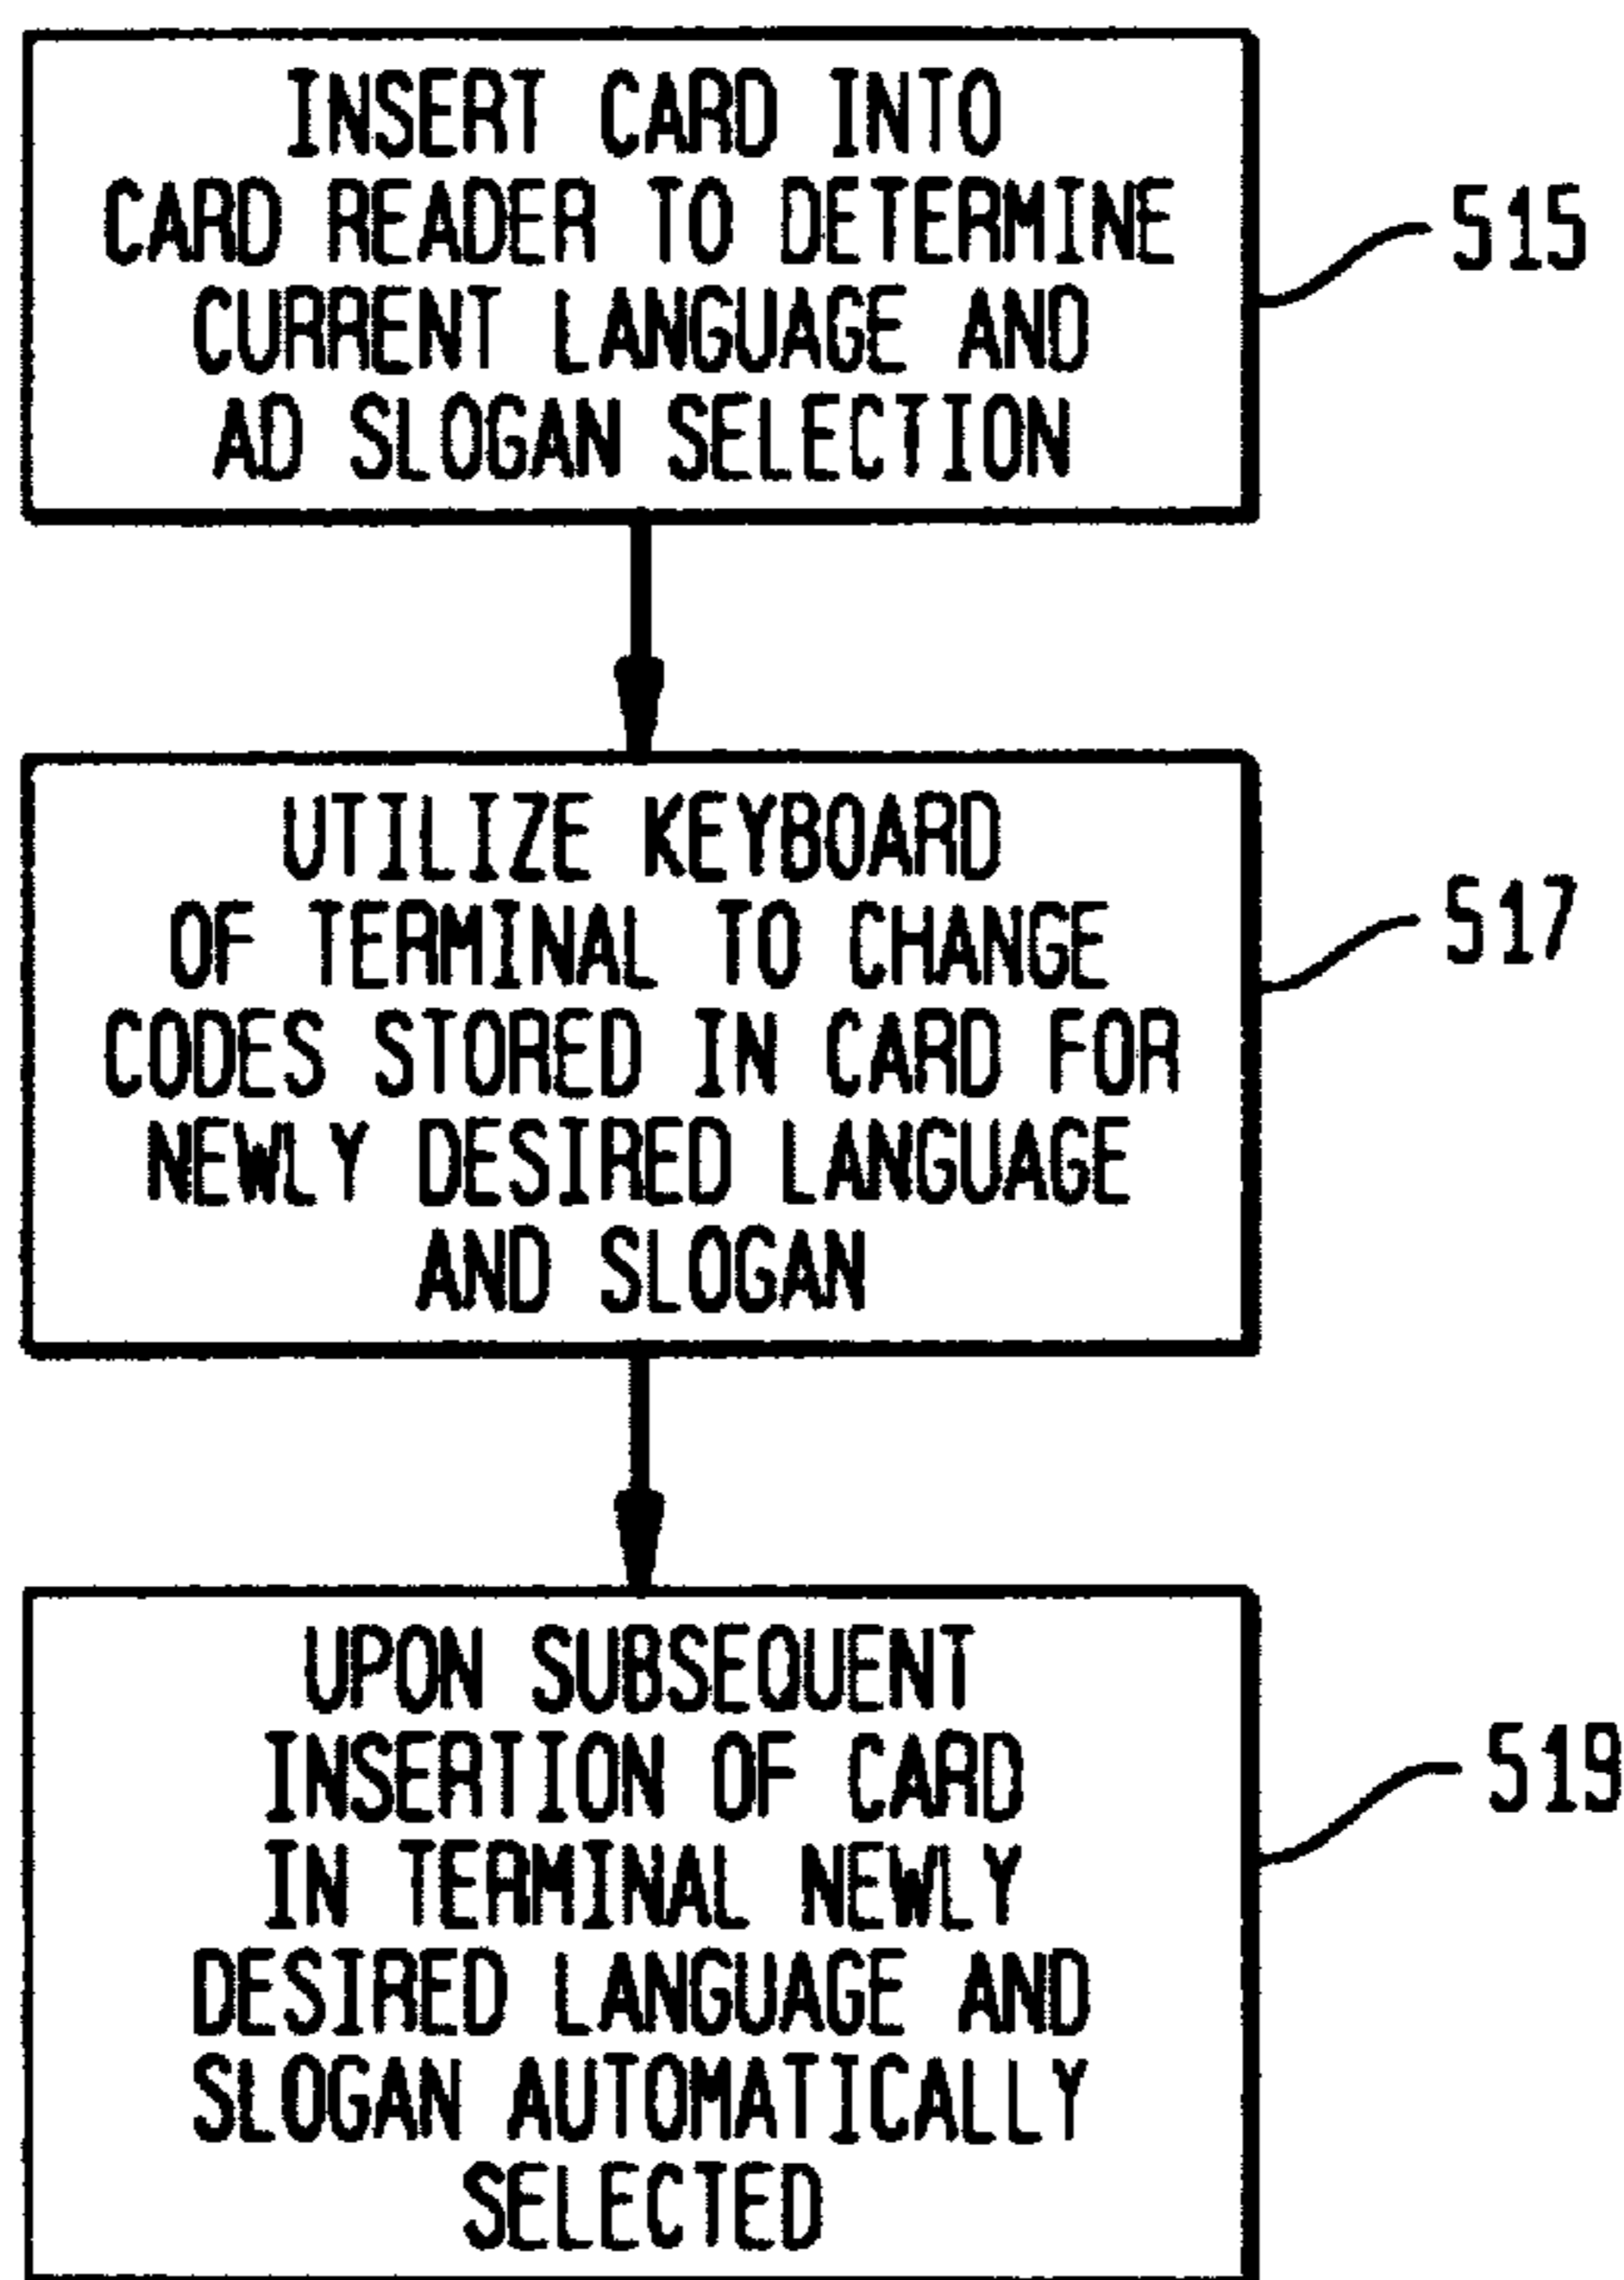 INSERT CARD INTO
CARD READER TO DETERMINE
CURRENT LANGUAGE AND
AD SLOGAN SELECTION
515
UTILIZE KEYBOARD
OF TERMINAL TO CHANGE
CODES STORED IN CARD FOR
NEWLY DESIRED LANGUAGE
AND SLOGAN
517
UPON SUBSEQUENT
INSERTION OF CARD
IN TERMINAL NEWLY
DESIRED LANGUAGE AND
SLOGAN AUTOMATICALLY
SELECTED
519